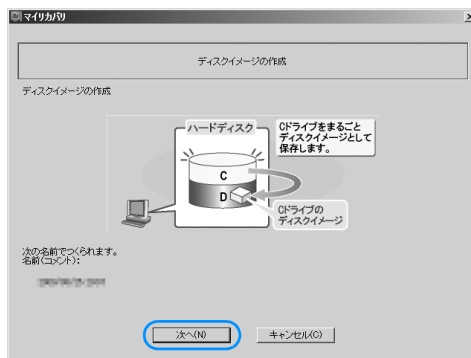 マイリカバリ
ディスクイメージの作成
ディスクイメージの作成
ハードディスク
Cドライブをまるごと
ディスクイメージとして
保存します。
C
D
Cドライブの
ディスクイメージ
次の名前でつくられます。
名前(コメント):
次へ(N)
キャンセル(C)